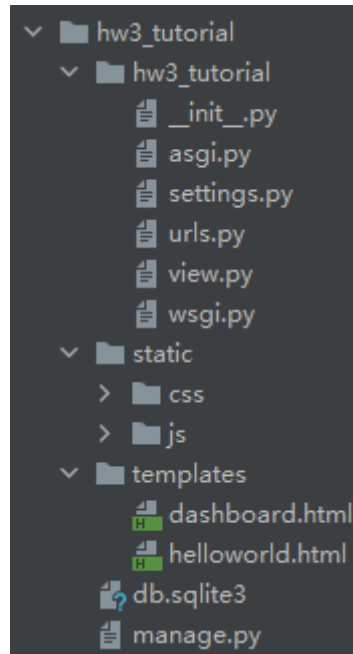 hw3_tutorial
hw3_tutorial
__init__.py
asgi.py
settings.py
urls.py
view.py
wsgi.py
static
css
js
templates
dashboard.html
helloworld.html
db.sqlite3
manage.py